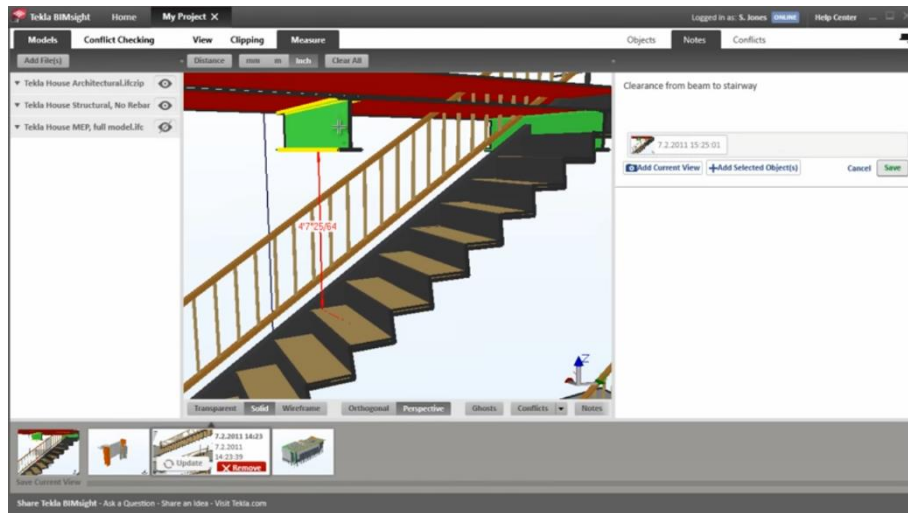 Tekla BIMsight Home My Project X Logged in as: S. Jones ONLINE Help Center
Models Conflict Checking View Clipping Measure Objects Notes Conflicts
Add File(s) Distance mm m Inch Clear All
Tekla House Architectural.ifczip
Tekla House Structural, No Rebar
Tekla House MEP, full model.ifc
Clearance from beam to stairway
7.2.2011 15:25:01
Add Current View Add Selected Object(s) Cancel Save
4'7"25/64
Z
Transparent Solid Wireframe Orthogonal Perspective Ghosts Conflicts Notes
7.2.2011 14:23
7.2.2011
14:23:39
Update X Remove
Save Current View
Share Tekla BIMsight - Ask a Question - Share an Idea - Visit Tekla.com